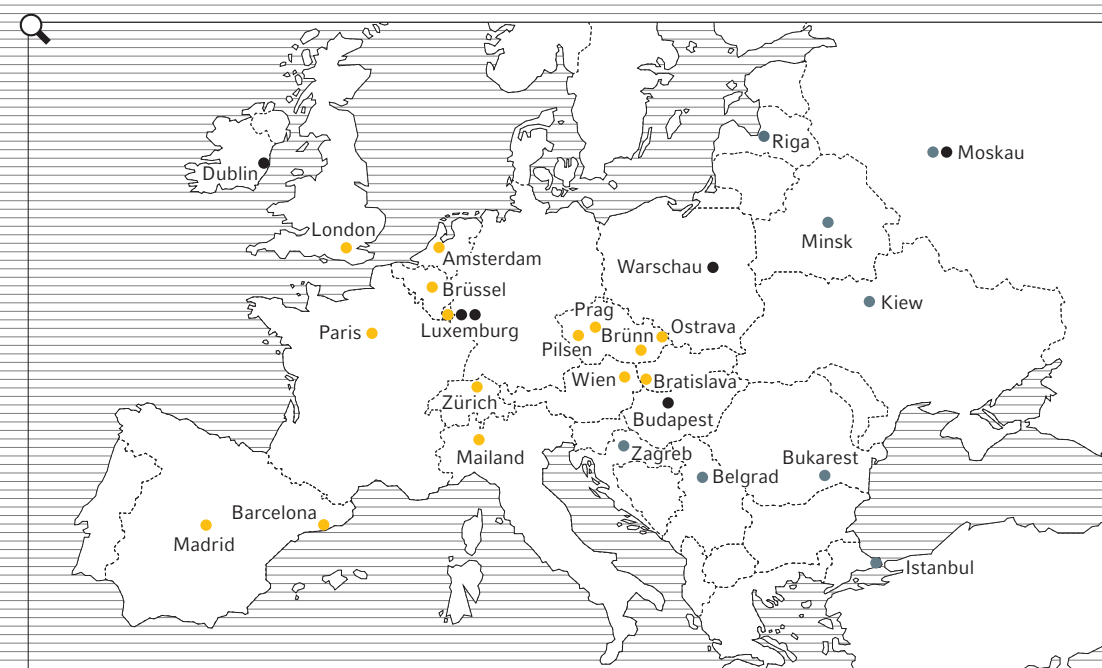 Riga
Moskau
Dublin
London
Minsk
Amsterdam
Warschau
Brüssel
Kiew
Prag
Ostrava
Paris
Luxemburg
Brünn
Pilsen
Wien
Bratislava
Zürich
Budapest
Mailand
Zagreb
Bukarest
Belgrad
Barcelona
Madrid
Istanbul